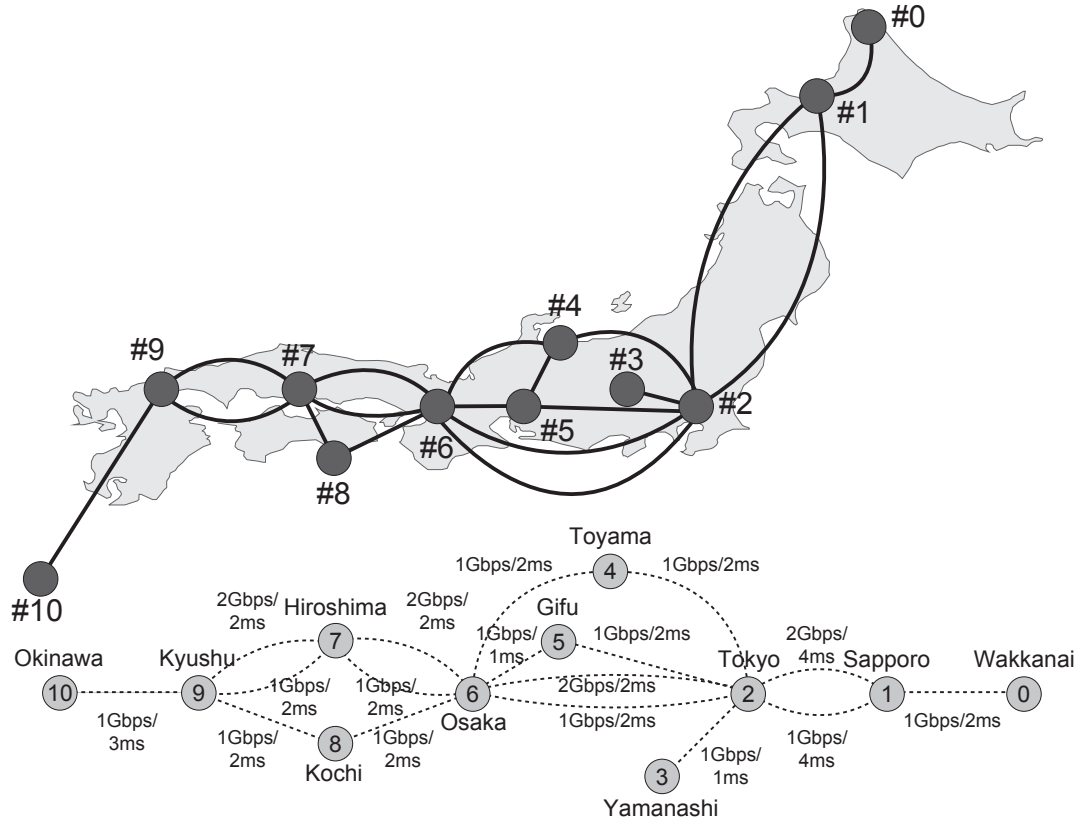 #0
#1
#4
#9
#7
#3
#2
#5
#6
#8
#10
Toyama
1Gbps/2ms
4
1Gbps/2ms
2Gbps/
2ms
Hiroshima
2Gbps/
2ms
Gifu
7
1Gbps/
1ms
5
1Gbps/2ms
2Gbps/
4ms
Okinawa
Kyushu
Tokyo
Sapporo
Wakkanai
10
9
1Gbps/
2ms
1Gbps/
2ms
6
2Gbps/2ms
2
1
0
Osaka
1Gbps/2ms
1Gbps/2ms
1Gbps/
3ms
1Gbps/
2ms
8
1Gbps/
2ms
Kochi
1Gbps/
1ms
1Gbps/
4ms
3
Yamanashi